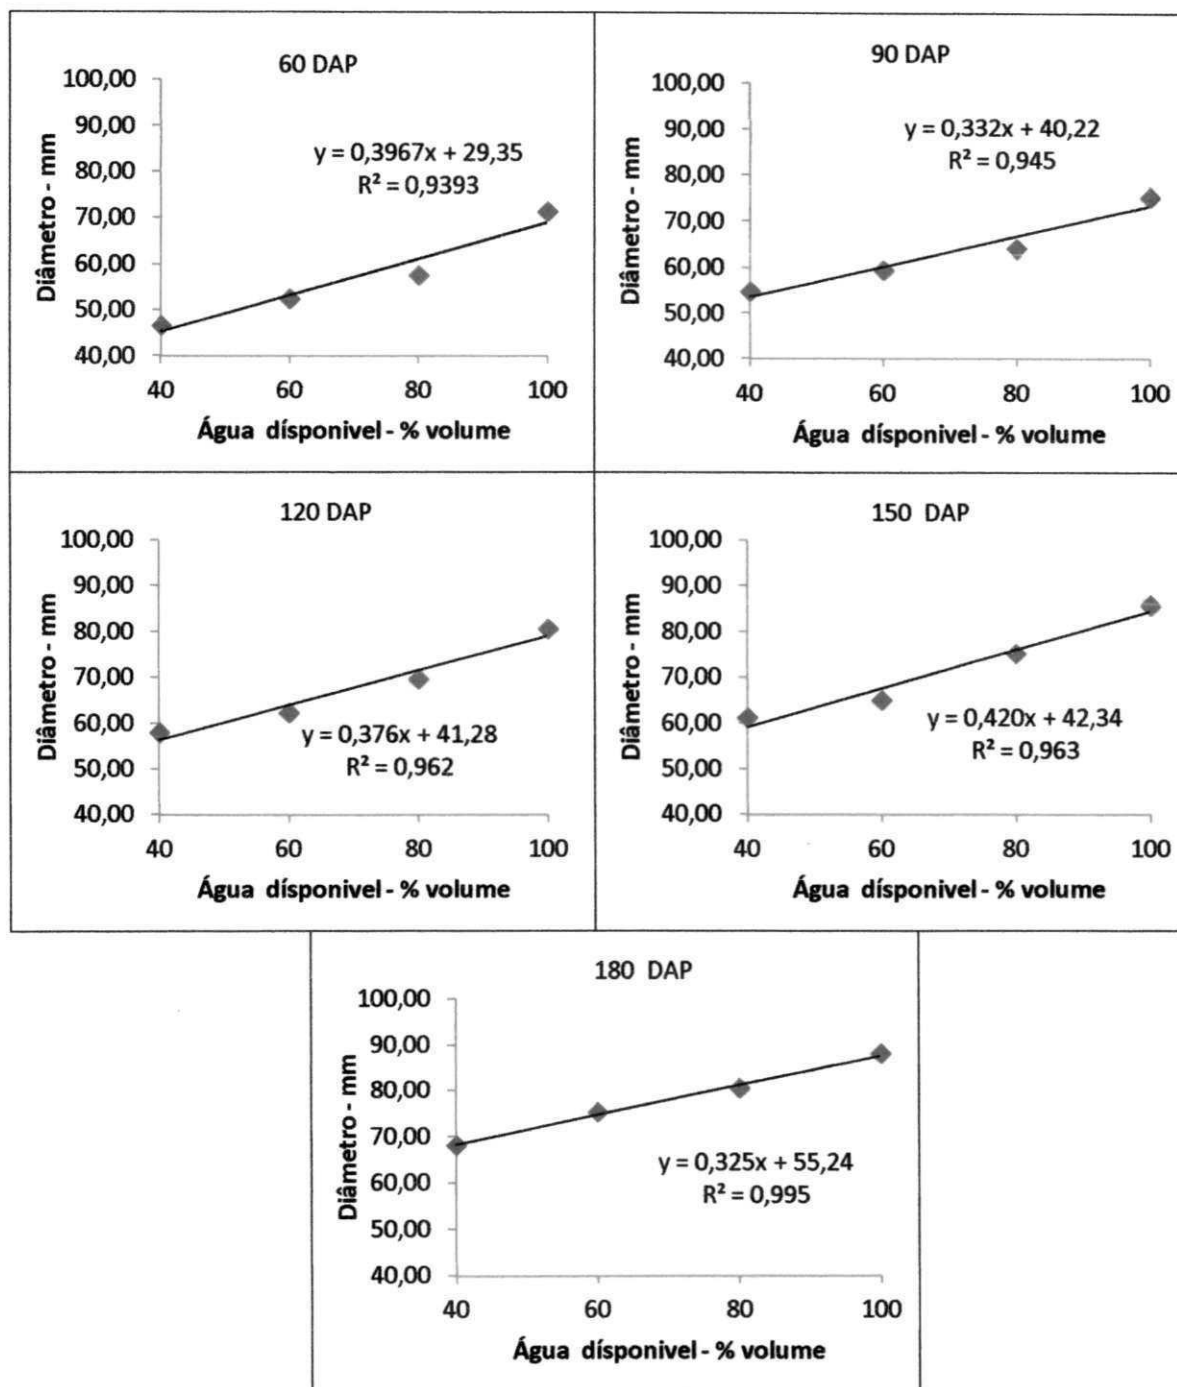 60 DAP
100,00
90,00
80,00
70,00
60,00
50,00
40,00
Diâmetro - mm
y = 0,3967x + 29,35
R² = 0,9393
40 60 80 100
Água dísponivel - % volume
90 DAP
100,00
90,00
80,00
70,00
60,00
50,00
40,00
Diâmetro - mm
y = 0,332x + 40,22
R² = 0,945
40 60 80 100
Água dísponivel - % volume
120 DAP
100,00
90,00
80,00
70,00
60,00
50,00
40,00
Diâmetro - mm
y = 0,376x + 41,28
R² = 0,962
40 60 80 100
Água dísponivel - % volume
150 DAP
100,00
90,00
80,00
70,00
60,00
50,00
40,00
Diâmetro - mm
y = 0,420x + 42,34
R² = 0,963
40 60 80 100
Água dísponivel - % volume
180 DAP
100,00
90,00
80,00
70,00
60,00
50,00
40,00
Diâmetro - mm
y = 0,325x + 55,24
R² = 0,995
40 60 80 100
Água dísponivel - % volume